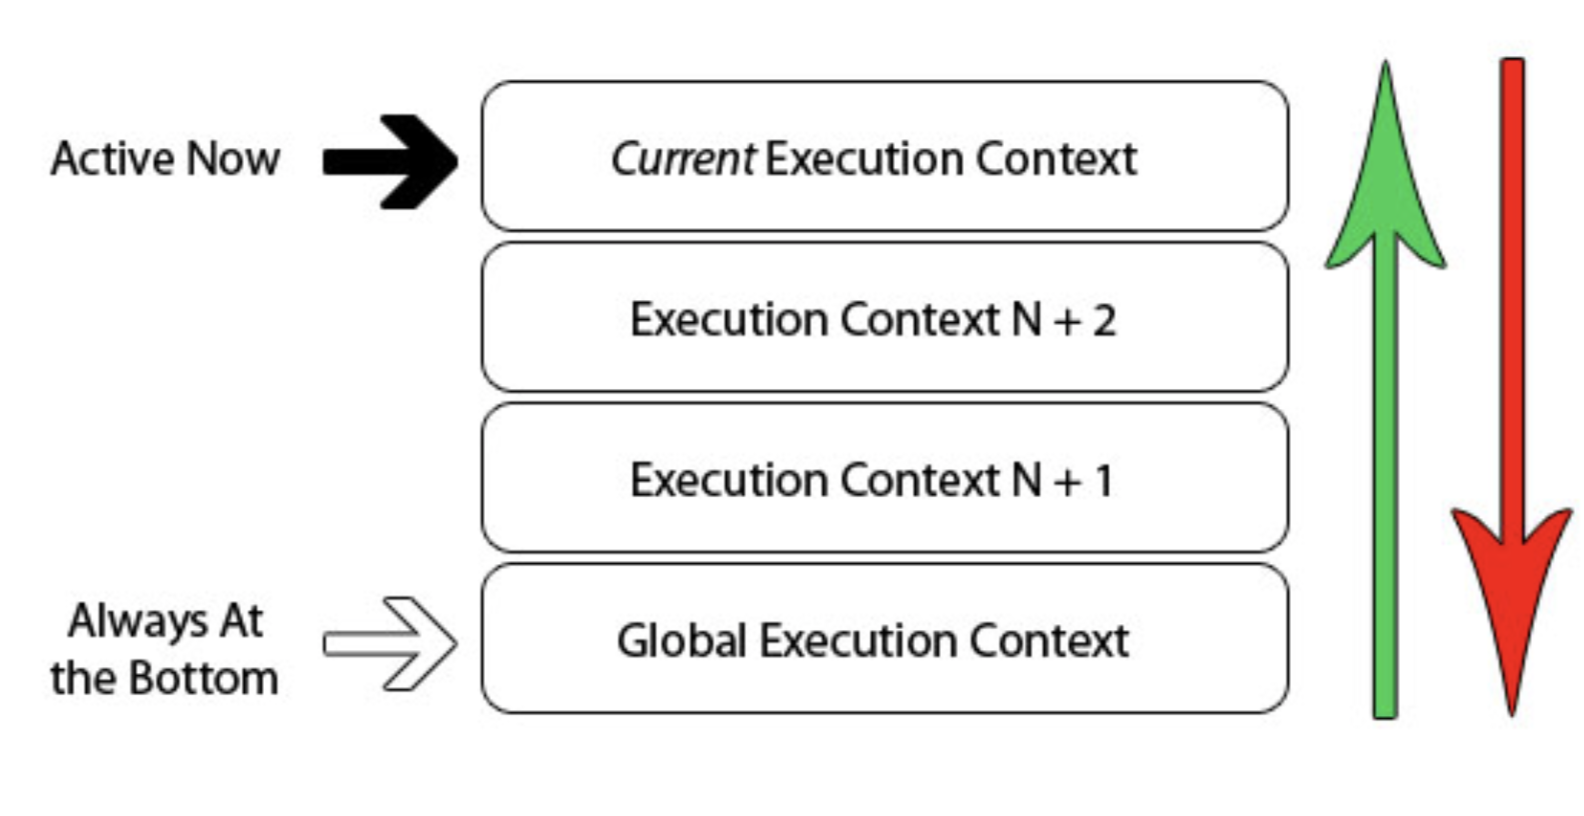 Active Now
Current Execution Context
Execution Context N + 2
Execution Context N + 1
Always At
the Bottom
Global Execution Context